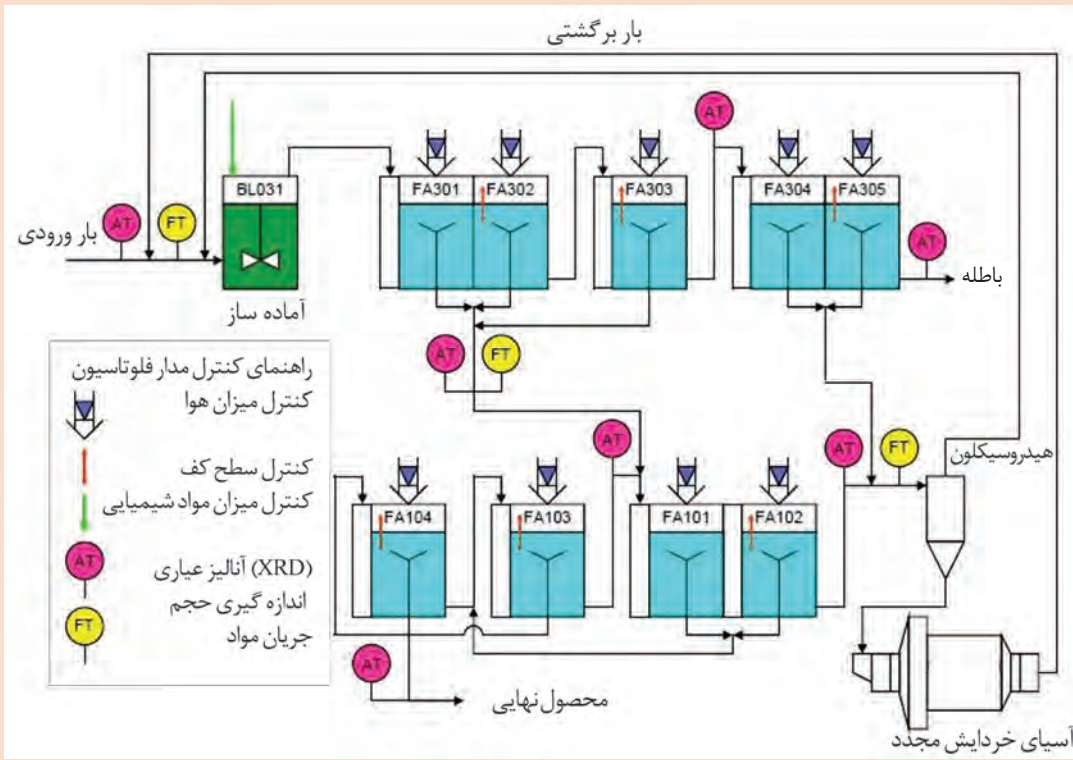 بار برگشتی
AT
BL031
FA301
FA302
FA303
FA304
FA305
AT
FT
بار ورودی
AT
باطله
آماده ساز
AT
FT
راهنمای کنترل مدار فلوتاسیون
کنترل میزان هوا
کنترل سطح کف
کنترل میزان مواد شیمیایی
AT
آنالیز عیاری (XRD)
FT
اندازه گیری حجم
جریان مواد
AT
AT
FT
هیدروسیکلون
FA104
FA103
FA101
FA102
AT
محصول نهایی
آسیای خردایش مجدد